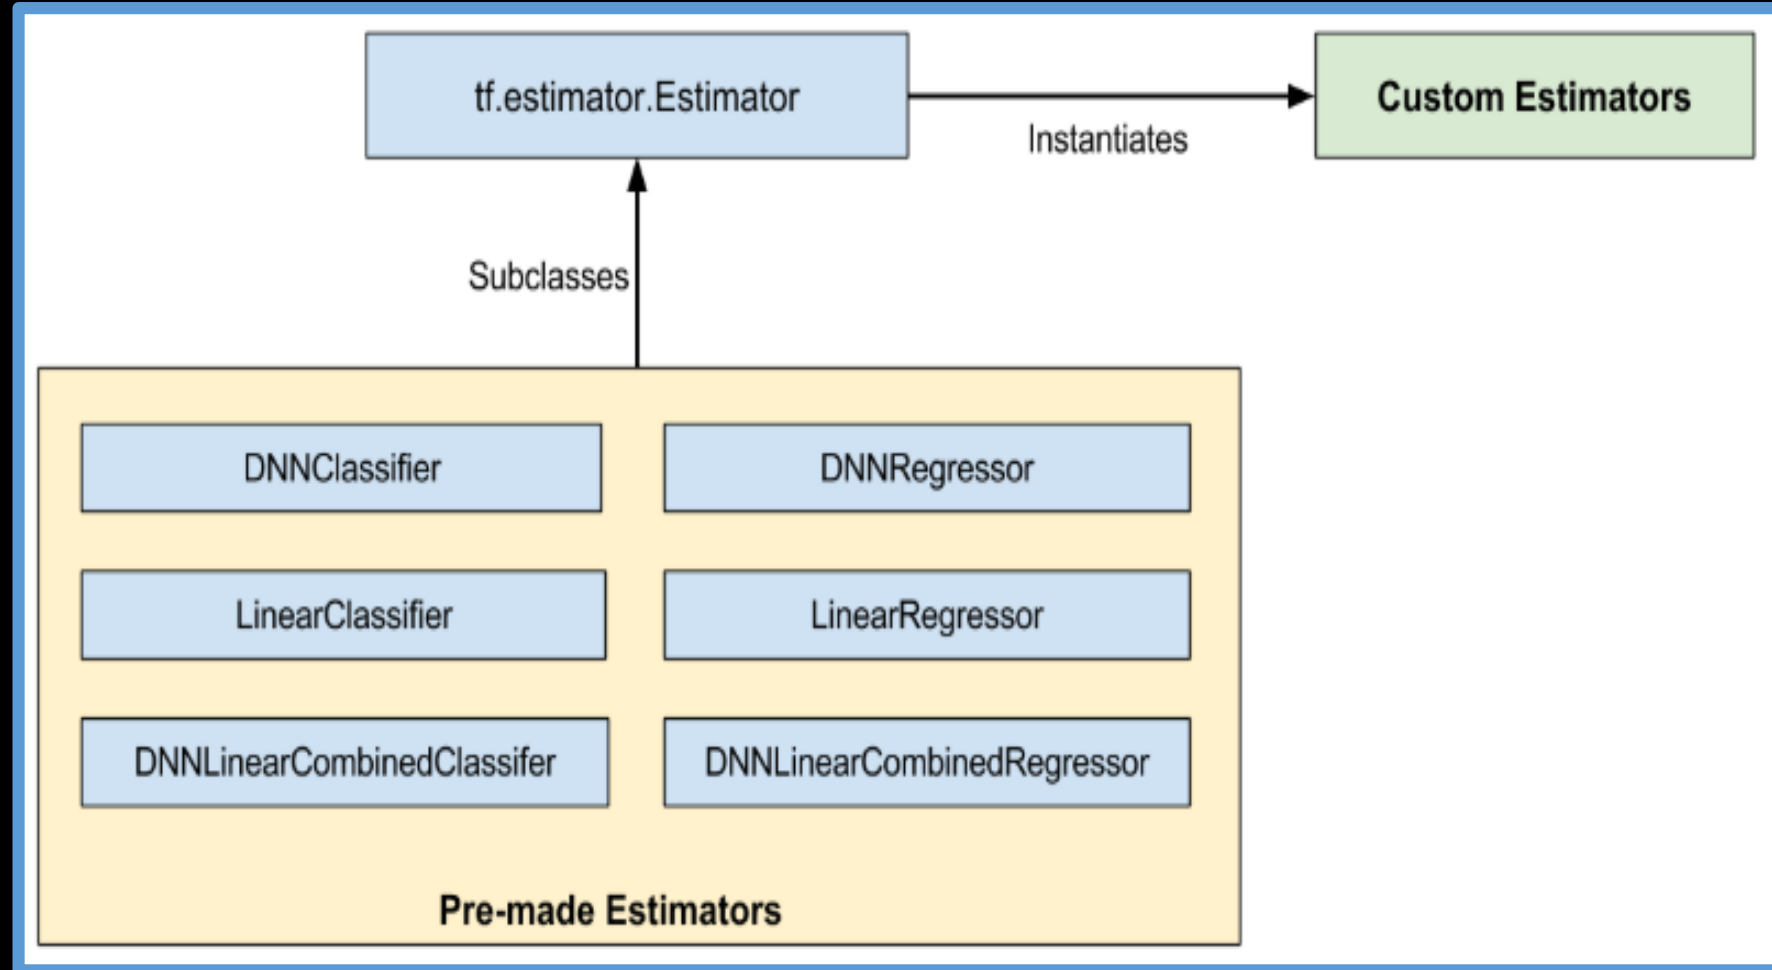 tf.estimator.Estimator
Custom Estimators
Instantiates
Subclasses
DNNClassifier
DNNRegressor
LinearClassifier
LinearRegressor
DNNLinearCombinedClassifer
DNNLinearCombinedRegressor
Pre-made Estimators